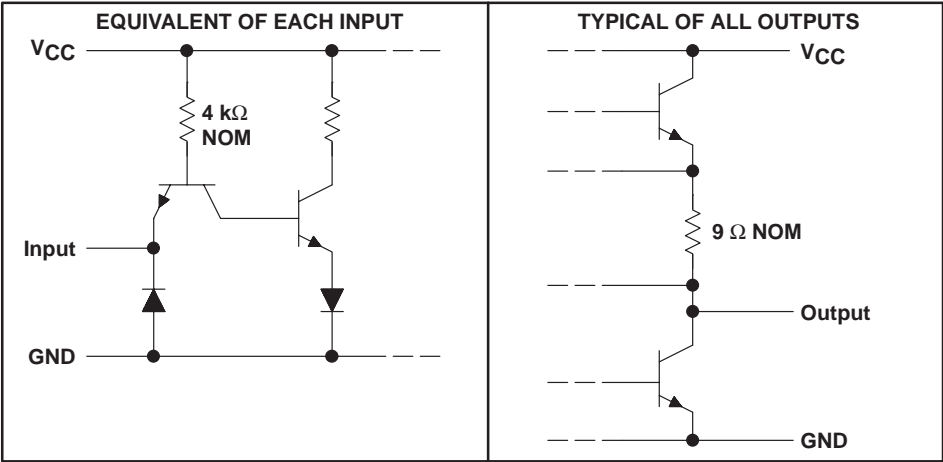 EQUIVALENT OF EACH INPUT
VCC
4 kΩ
NOM
Input
GND
TYPICAL OF ALL OUTPUTS
VCC
9 Ω NOM
Output
GND